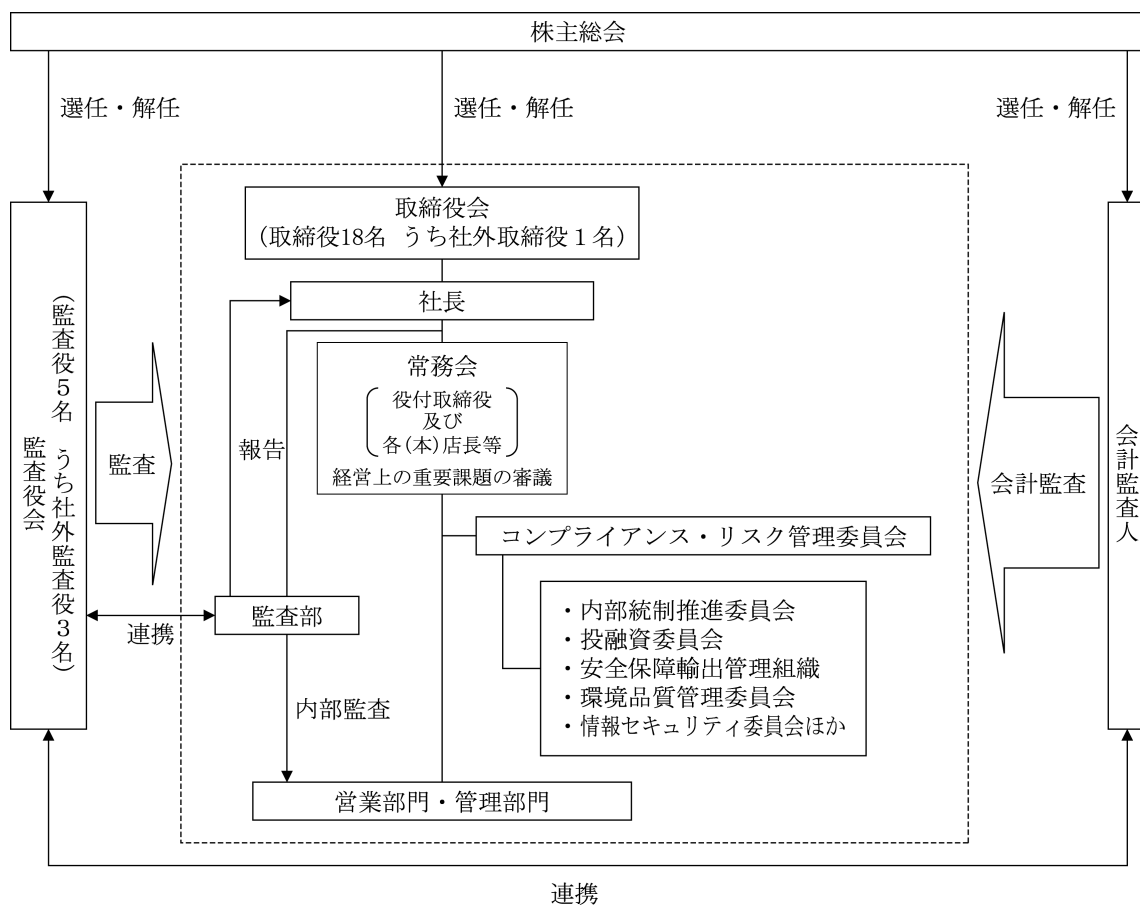 株主総会
選任・解任
選任・解任
選任・解任
取締役会
(取締役18名 うち社外取締役１名)
社長
常務会
役付取締役
及び
各(本)店長等
経営上の重要課題の審議
報告
監査役会
(監査役５名 うち社外監査役３名)
監査
会計監査
会計監査人
コンプライアンス・リスク管理委員会
・内部統制推進委員会
・投融資委員会
・安全保障輸出管理組織
・環境品質管理委員会
・情報セキュリティ委員会ほか
監査部
連携
内部監査
営業部門・管理部門
連携